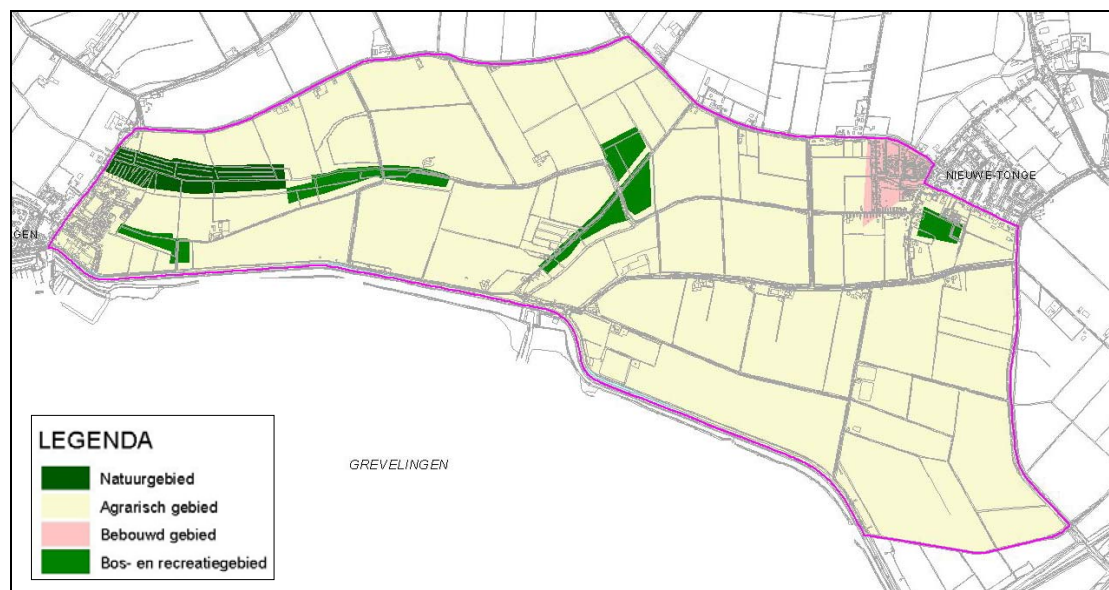 NIEUWE-TONGE
GEN
GREVELINGEN
LEGENDA
Natuurgebied
Agrarisch gebied
Bebouwd gebied
Bos- en recreatiegebied